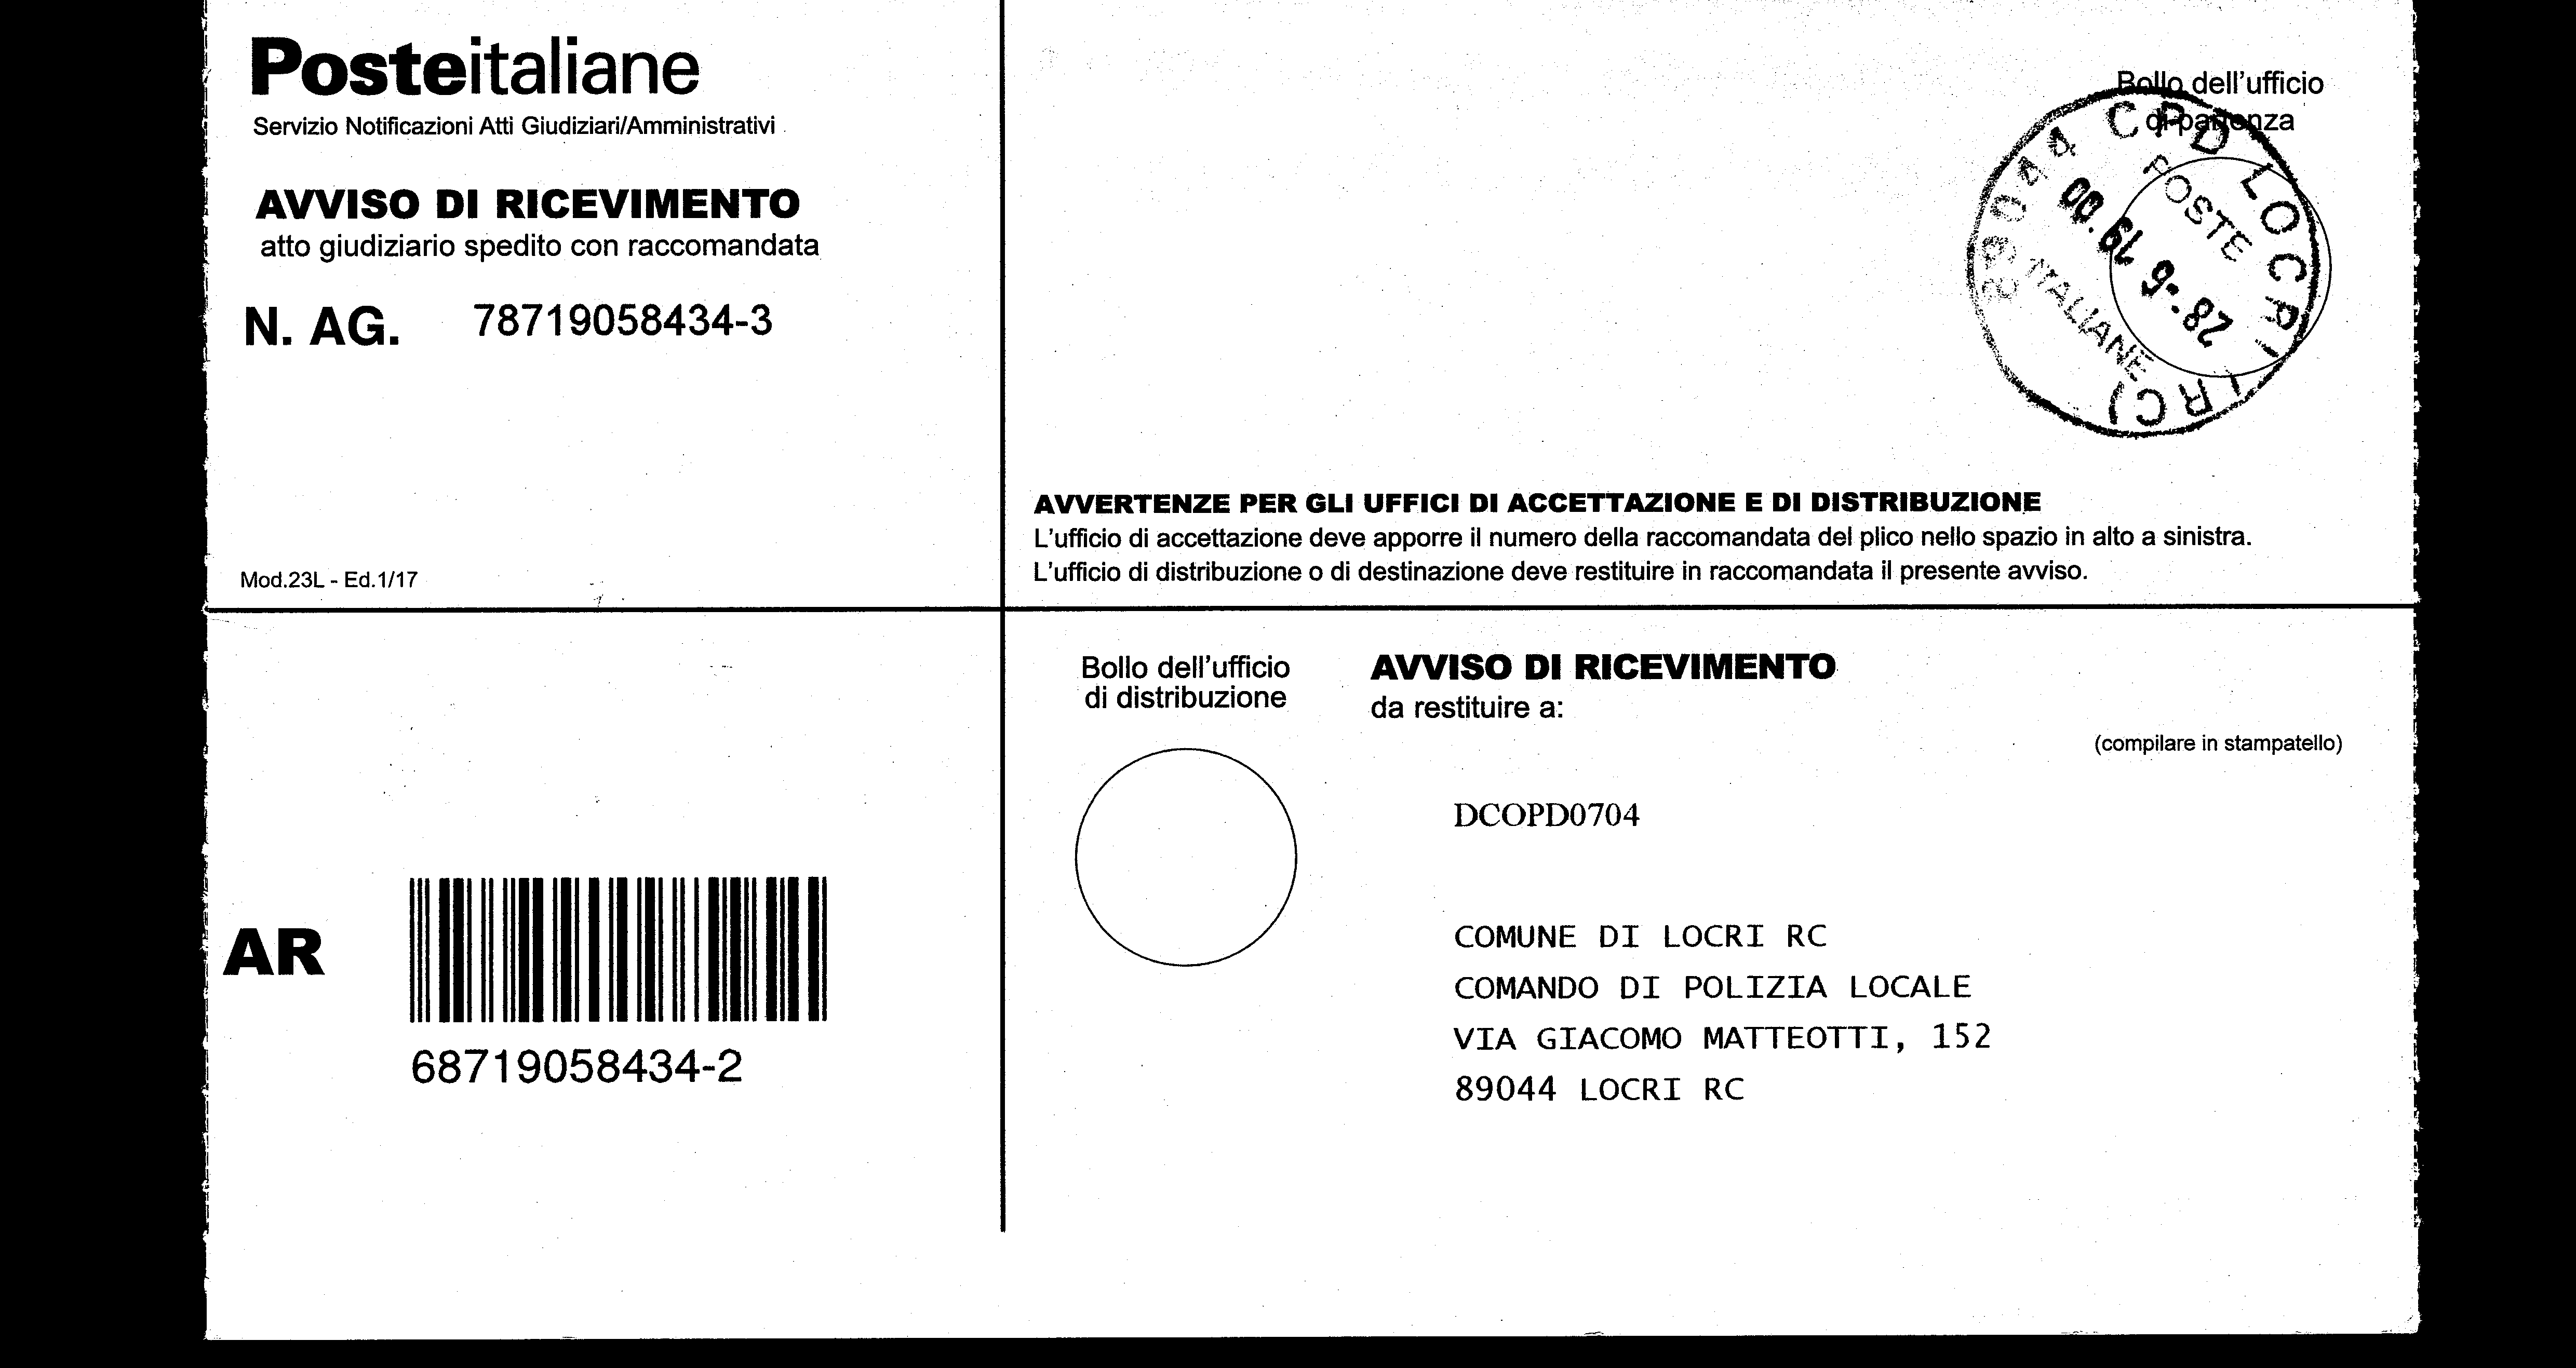 Posteitaliane
Servizio Notificazioni Atti Giudiziari/Amministrativi
AVVISO DI RICEVIMENTO
atto giudiziario spedito con raccomandata
N. AG. 78719058434-3
Mod.23L - Ed.1/17
Bollo dell'ufficio
di partenza
89044 CPD LOCRI (RC)
POSTE
28.-6 19.00
ITALIANE
AVVERTENZE PER GLI UFFICI DI ACCETTAZIONE E DI DISTRIBUZIONE
L'ufficio di accettazione deve apporre il numero della raccomandata del plico nello spazio in alto a sinistra.
L'ufficio di distribuzione o di destinazione deve restituire in raccomandata il presente avviso.
AR
68719058434-2
Bollo dell'ufficio
di distribuzione
AVVISO DI RICEVIMENTO
da restituire a:
(compilare in stampatello)
DCOPD0704
COMUNE DI LOCRI RC
COMANDO DI POLIZIA LOCALE
VIA GIACOMO MATTEOTTI, 152
89044 LOCRI RC